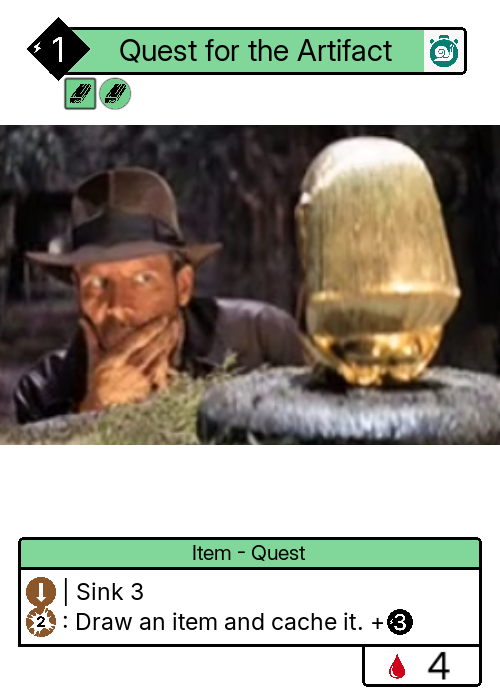 1 Quest for the Artifact
Item - Quest
| Sink 3
2 : Draw an item and cache it. +3
4